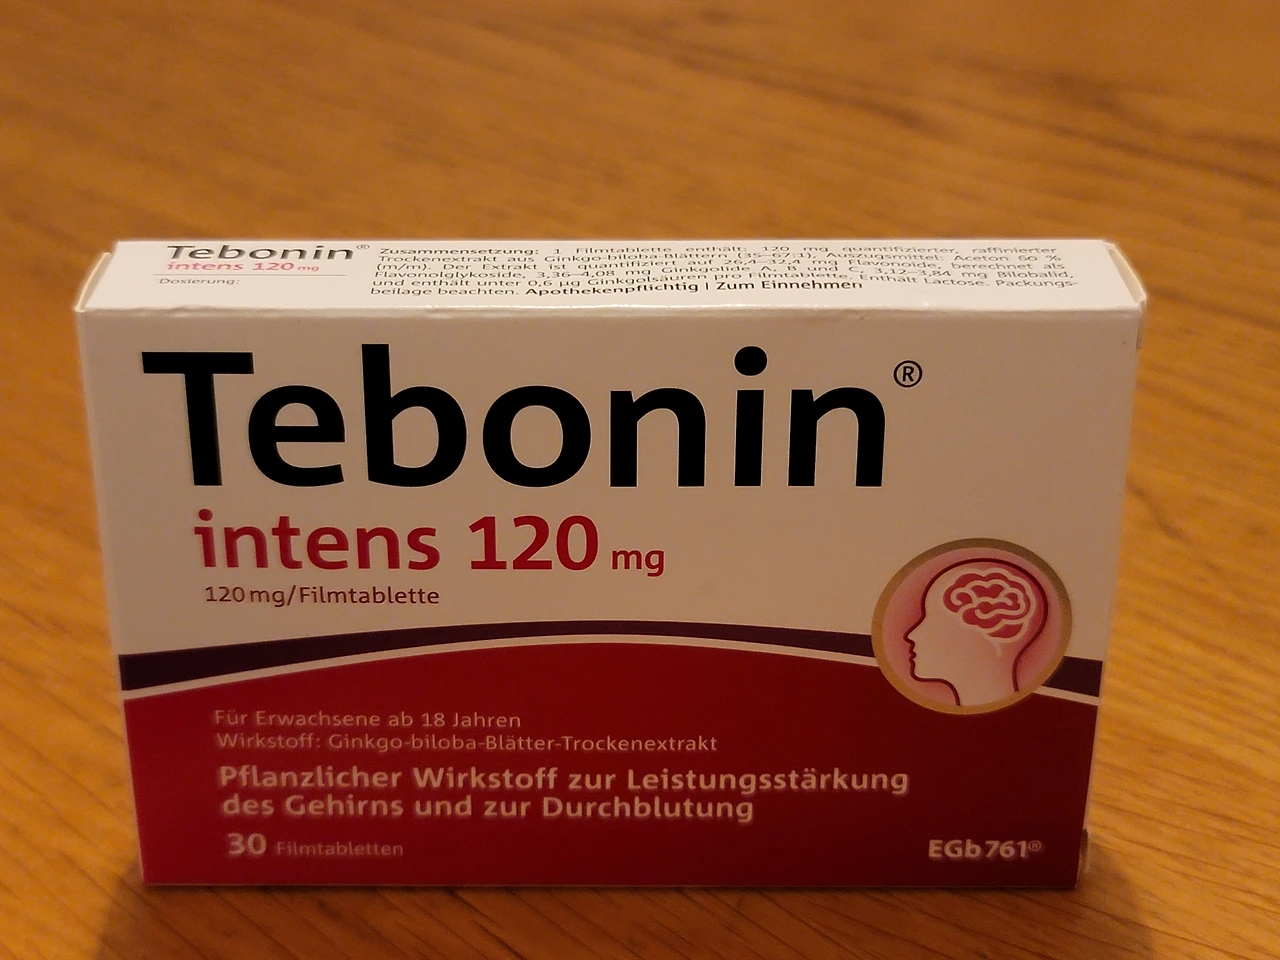 Tebonin®
intens 120 mg
Dosierung:
Zusammensetzung: 1 Filmtablette enthält: 120 mg quantifizierter, raffinierter
Trockenextrakt aus Ginkgo-biloba-Blättern (35–67:1), Auszugsmittel: Aceton 60 %
(m/m). Der Extrakt ist quantifiziert auf 26,4–32,4 mg Flavonoide, berechnet als
Flavonolglykoside, 3,36–4,08 mg Ginkgolide A, B und C, 3,12–3,84 mg Bilobalid,
und enthält unter 0,6 µg Ginkgolsäuren pro Filmtablette. Enthält Lactose. Packungs-
beilage beachten. Apothekenpflichtig | Zum Einnehmen
Tebonin®
intens 120 mg
120 mg/Filmtablette
Für Erwachsene ab 18 Jahren
Wirkstoff: Ginkgo-biloba-Blätter-Trockenextrakt
Pflanzlicher Wirkstoff zur Leistungsstärkung
des Gehirns und zur Durchblutung
30 Filmtabletten
EGb 761®